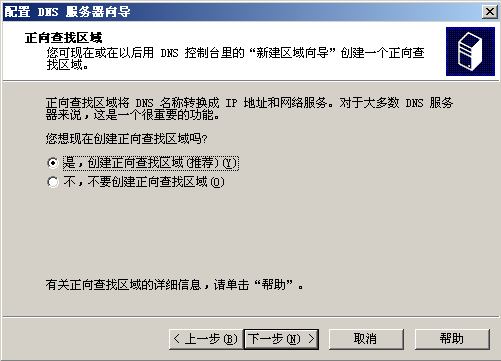 配置 DNS 服务器向导
正向查找区域
您可现在或在以后用 DNS 控制台里的“新建区域向导”创建一个正向查
找区域。
正向查找区域将 DNS 名称转换成 IP 地址和网络服务。对于大多数 DNS 服务
器来说，这是一个很重要的功能。
您想现在创建正向查找区域吗?
是，创建正向查找区域(推荐)(Y)
不，不要创建正向查找区域(O)
有关正向查找区域的详细信息，请单击“帮助”。
< 上一步(B) 下一步(N) > 取消 帮助